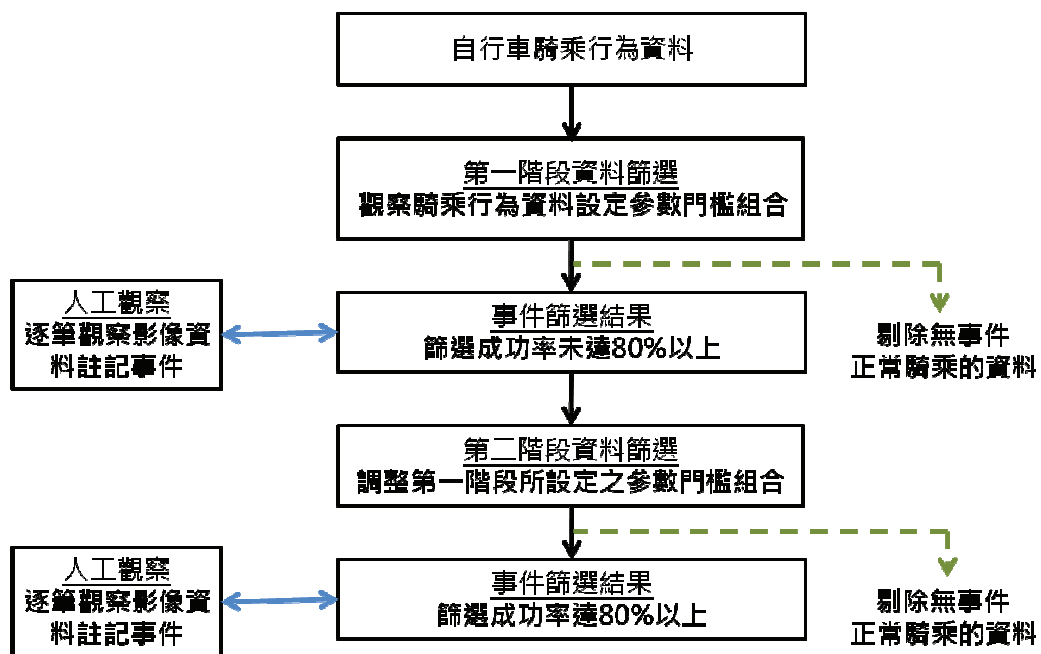 自行車騎乘行為資料
第一階段資料篩選
觀察騎乘行為資料設定參數門檻組合
人工觀察
逐筆觀察影像資
料註記事件
事件篩選結果
篩選成功率未達80%以上
剔除無事件
正常騎乘的資料
第二階段資料篩選
調整第一階段所設定之參數門檻組合
人工觀察
逐筆觀察影像資
料註記事件
事件篩選結果
篩選成功率達80%以上
剔除無事件
正常騎乘的資料